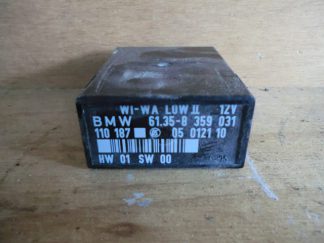 WI-WA LOW II 12V
BMW 61.35-8 359 031
110 187 05 0121 10
HW 01 SW 00